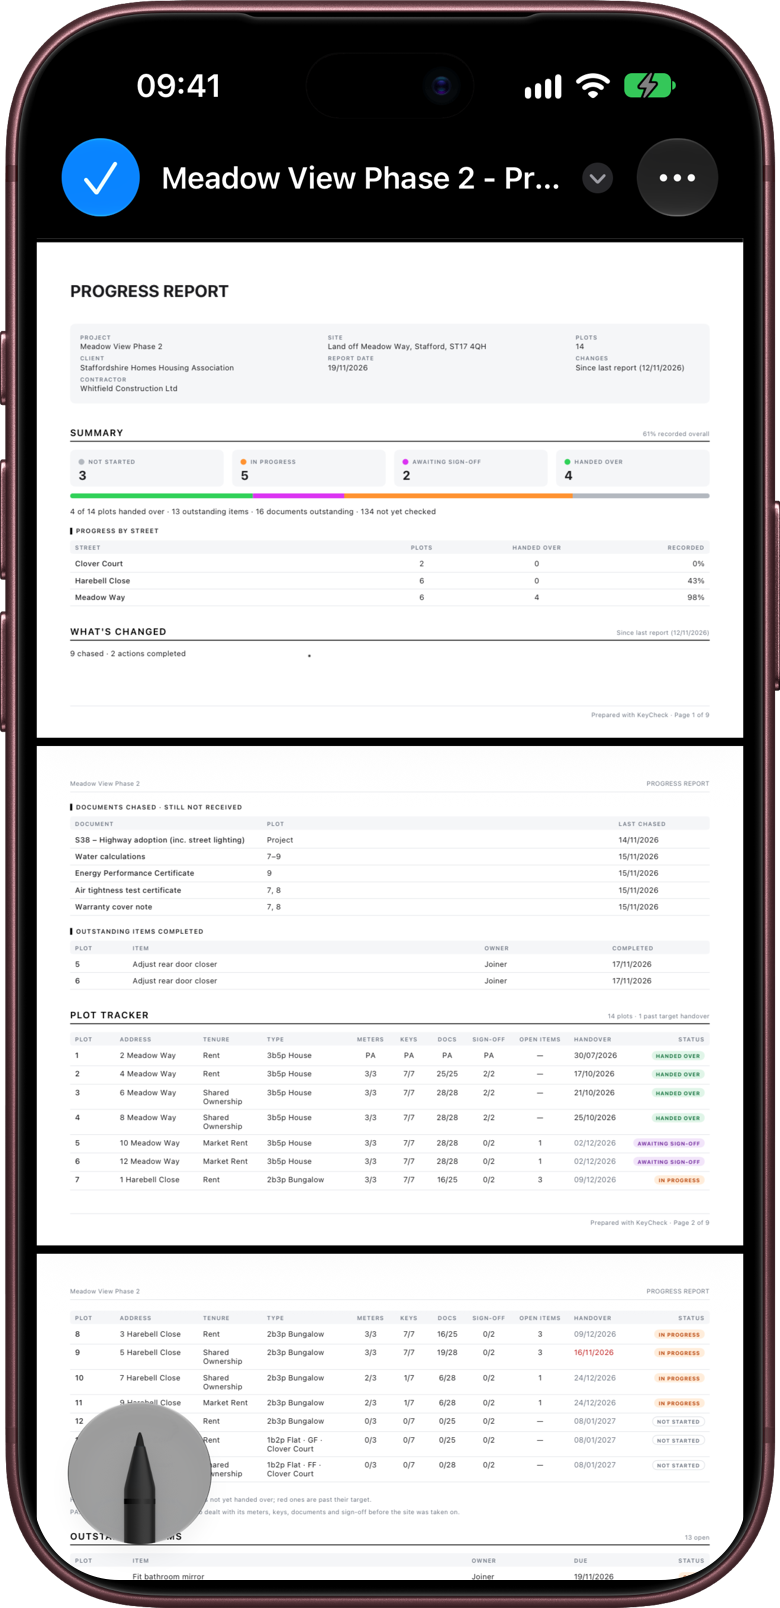 09:41
Meadow View Phase 2 - Pr...
PROGRESS REPORT
PROJECT SITE PLOTS
Meadow View Phase 2 Land off Meadow Way, Stafford, ST17 4QH 14
CLIENT REPORT DATE CHANGES
Staffordshire Homes Housing Association 19/11/2026 Since last report (12/11/2026)
CONTRACTOR
Whitfield Construction Ltd
SUMMARY 61% recorded overall
NOT STARTED IN PROGRESS AWAITING SIGN-OFF HANDED OVER
3 5 2 4
4 of 14 plots handed over · 13 outstanding items · 16 documents outstanding · 134 not yet checked
PROGRESS BY STREET
STREET PLOTS HANDED OVER RECORDED
Clover Court 2 0 0%
Harebell Close 6 0 43%
Meadow Way 6 4 98%
WHAT'S CHANGED Since last report (12/11/2026)
9 chased · 2 actions completed
Prepared with KeyCheck · Page 1 of 9
Meadow View Phase 2 PROGRESS REPORT
DOCUMENTS CHASED · STILL NOT RECEIVED
DOCUMENT PLOT LAST CHASED
S38 – Highway adoption (inc. street lighting) Project 14/11/2026
Water calculations 7–9 15/11/2026
Energy Performance Certificate 9 15/11/2026
Air tightness test certificate 7, 8 15/11/2026
Warranty cover note 7, 8 15/11/2026
OUTSTANDING ITEMS COMPLETED
PLOT ITEM OWNER COMPLETED
5 Adjust rear door closer Joiner 17/11/2026
6 Adjust rear door closer Joiner 17/11/2026
PLOT TRACKER 14 plots · 1 past target handover
PLOT ADDRESS TENURE TYPE METERS KEYS DOCS SIGN-OFF OPEN ITEMS HANDOVER STATUS
1 2 Meadow Way Rent 3b5p House PA PA PA PA — 30/07/2026 HANDED OVER
2 4 Meadow Way Rent 3b5p House 3/3 7/7 25/25 2/2 — 17/10/2026 HANDED OVER
3 6 Meadow Way Shared 3b5p House 3/3 7/7 28/28 2/2 — 21/10/2026 HANDED OVER
Ownership
4 8 Meadow Way Shared 3b5p House 3/3 7/7 28/28 2/2 — 25/10/2026 HANDED OVER
Ownership
5 10 Meadow Way Market Rent 3b5p House 3/3 7/7 28/28 0/2 1 02/12/2026 AWAITING SIGN-OFF
6 12 Meadow Way Market Rent 3b5p House 3/3 7/7 28/28 0/2 1 02/12/2026 AWAITING SIGN-OFF
7 1 Harebell Close Rent 2b3p Bungalow 3/3 7/7 16/25 0/2 3 09/12/2026 IN PROGRESS
Prepared with KeyCheck · Page 2 of 9
Meadow View Phase 2 PROGRESS REPORT
PLOT ADDRESS TENURE TYPE METERS KEYS DOCS SIGN-OFF OPEN ITEMS HANDOVER STATUS
8 3 Harebell Close Rent 2b3p Bungalow 3/3 7/7 16/25 0/2 3 09/12/2026 IN PROGRESS
9 5 Harebell Close Shared 2b3p Bungalow 3/3 7/7 19/28 0/2 3 16/11/2026 IN PROGRESS
Ownership
10 7 Harebell Close Shared 2b3p Bungalow 2/3 1/7 6/28 0/2 1 24/12/2026 IN PROGRESS
Ownership
11 9 Harebell Close Market Rent 2b3p Bungalow 2/3 1/7 6/28 0/2 1 24/12/2026 IN PROGRESS
12 Rent 2b3p Bungalow 0/3 0/7 0/25 0/2 — 08/01/2027 NOT STARTED
Rent 1b2p Flat · GF · 0/3 0/7 0/25 0/2 — 08/01/2027 NOT STARTED
Clover Court
1b2p Flat · FF · 0/3 0/7 0/28 0/2 — 08/01/2027 NOT STARTED
Clover Court
not yet handed over; red ones are past their target.
dealt with its meters, keys, documents and sign-off before the site was taken on.
13 open
PLOT ITEM OWNER DUE STATUS
Fit bathroom mirror Joiner 19/11/2026